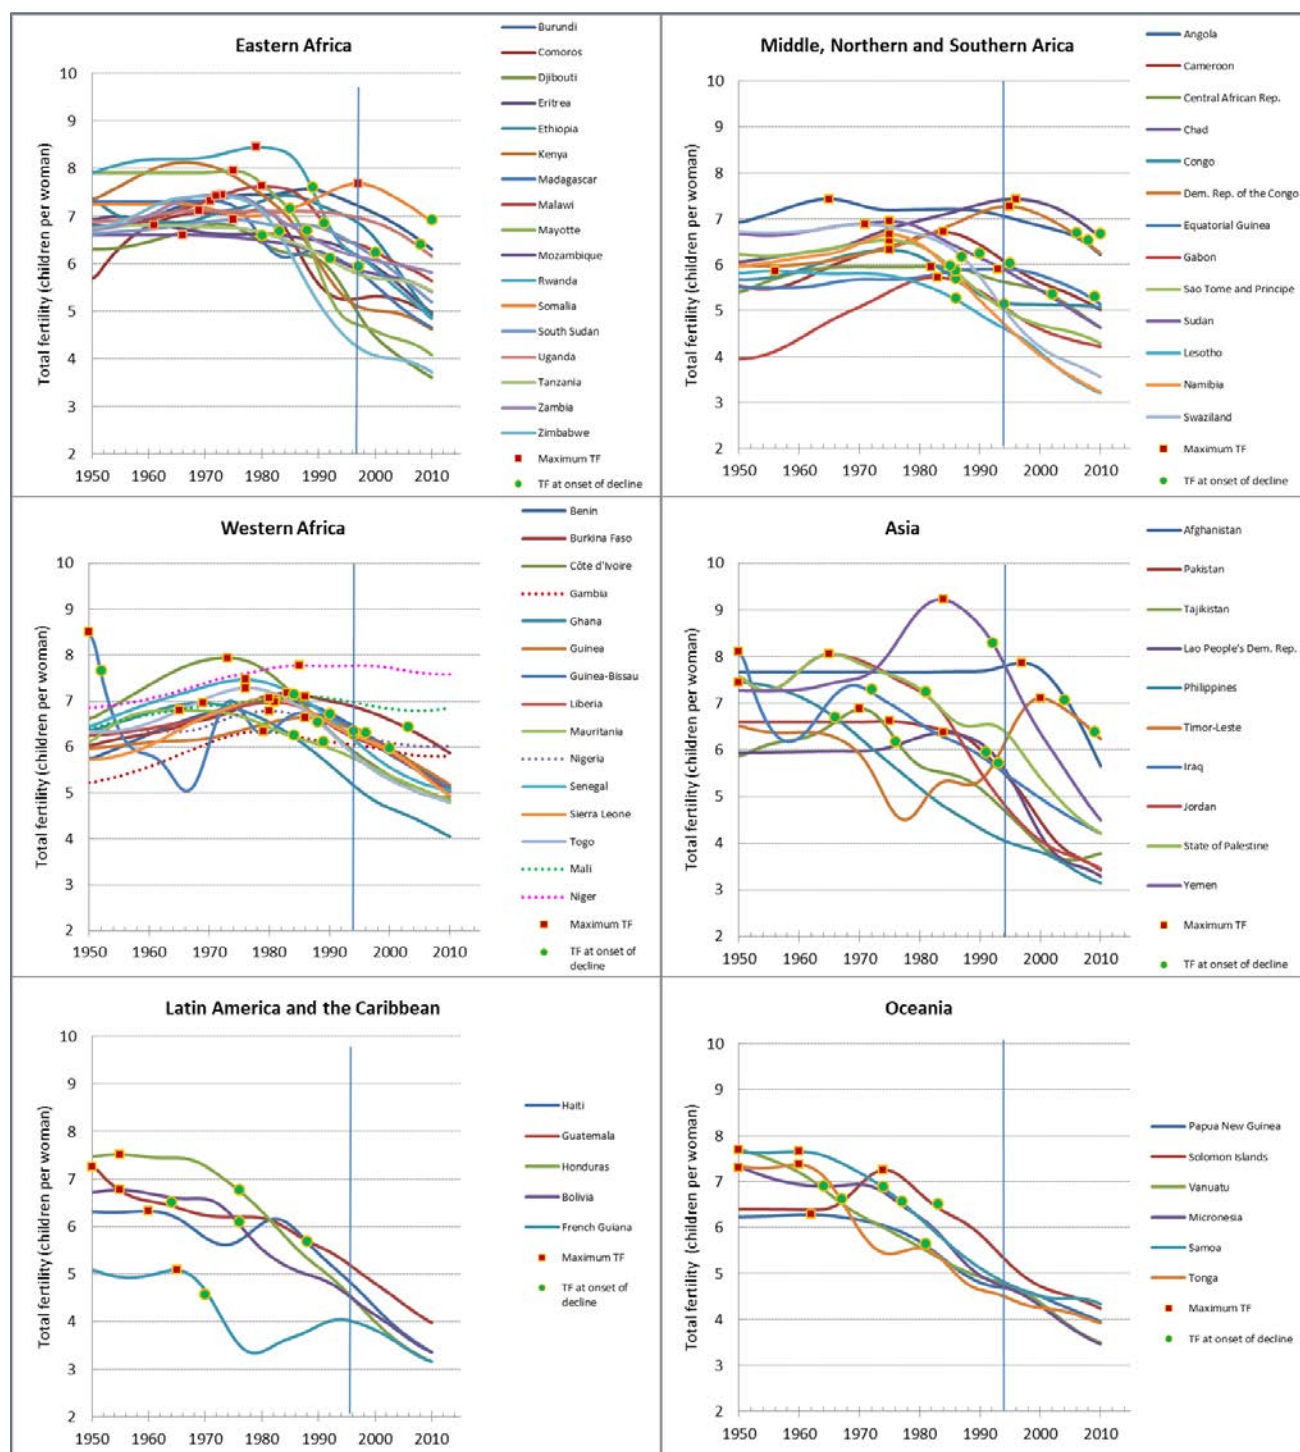 Eastern Africa
Total fertility (children per woman)
10
9
8
7
6
5
4
3
2
1950 1960 1970 1980 1990 2000 2010
Burundi
Comoros
Djibouti
Eritrea
Ethiopia
Kenya
Madagascar
Malawi
Mayotte
Mozambique
Rwanda
Somalia
South Sudan
Uganda
Tanzania
Zambia
Zimbabwe
Maximum TF
TF at onset of decline
Middle, Northern and Southern Arica
Total fertility (children per woman)
10
9
8
7
6
5
4
3
2
1950 1960 1970 1980 1990 2000 2010
Angola
Cameroon
Central African Rep.
Chad
Congo
Dem. Rep. of the Congo
Equatorial Guinea
Gabon
Sao Tome and Principe
Sudan
Lesotho
Namibia
Swaziland
Maximum TF
TF at onset of decline
Western Africa
Total fertility (children per woman)
10
9
8
7
6
5
4
3
2
1950 1960 1970 1980 1990 2000 2010
Benin
Burkina Faso
Côte d'Ivoire
Gambia
Ghana
Guinea
Guinea-Bissau
Liberia
Mauritania
Nigeria
Senegal
Sierra Leone
Togo
Mali
Niger
Maximum TF
TF at onset of
decline
Asia
Total fertility (children per woman)
10
9
8
7
6
5
4
3
2
1950 1960 1970 1980 1990 2000 2010
Afghanistan
Pakistan
Tajikistan
Lao People's Dem. Rep.
Philippines
Timor-Leste
Iraq
Jordan
State of Palestine
Yemen
Maximum TF
TF at onset of decline
Latin America and the Caribbean
Total fertility (children per woman)
10
9
8
7
6
5
4
3
2
1950 1960 1970 1980 1990 2000 2010
Haiti
Guatemala
Honduras
Bolivia
French Guiana
Maximum TF
TF at onset of
decline
Oceania
Total fertility (children per woman)
10
9
8
7
6
5
4
3
2
1950 1960 1970 1980 1990 2000 2010
Papua New Guinea
Solomon Islands
Vanuatu
Micronesia
Samoa
Tonga
Maximum TF
TF at onset of decline